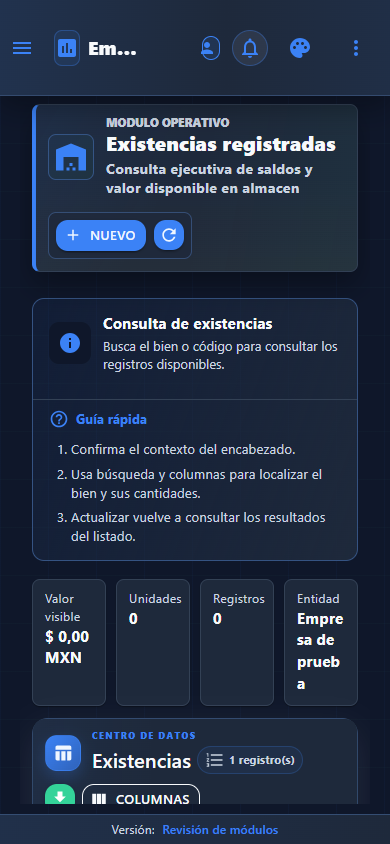 Em...
MODULO OPERATIVO
Existencias registradas
Consulta ejecutiva de saldos y
valor disponible en almacen
NUEVO
Consulta de existencias
Busca el bien o código para consultar los
registros disponibles.
Guía rápida
1. Confirma el contexto del encabezado.
2. Usa búsqueda y columnas para localizar el
bien y sus cantidades.
3. Actualizar vuelve a consultar los resultados
del listado.
Valor
visible
$ 0,00
MXN
Unidades
0
Registros
0
Entidad
Empre
sa de
prueb
a
CENTRO DE DATOS
Existencias
1 registro(s)
COLUMNAS
Versión: Revisión de módulos